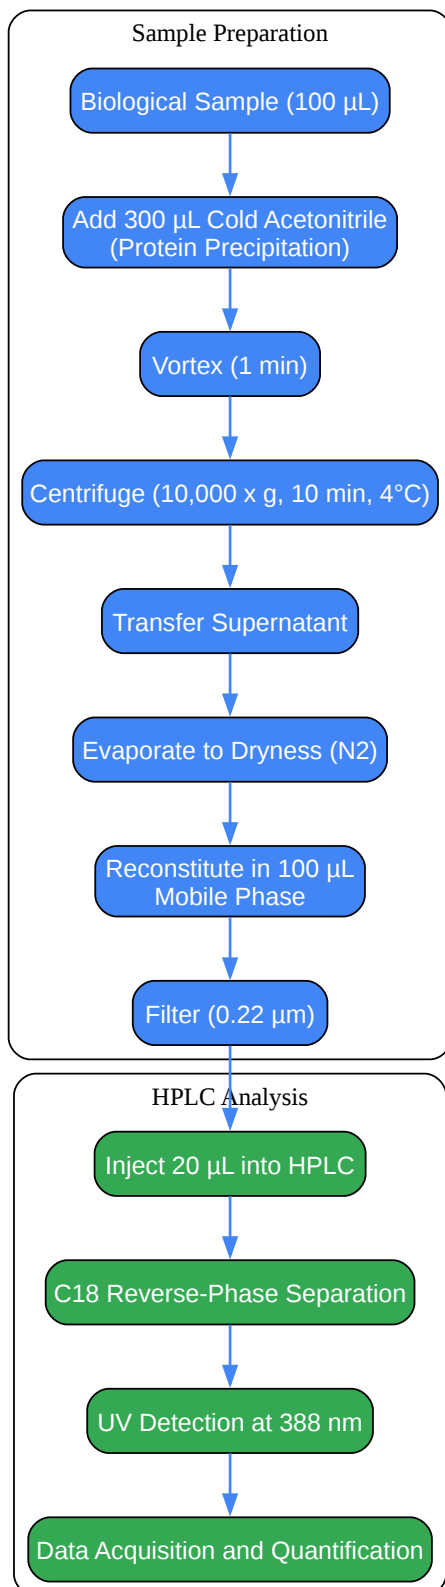 Sample Preparation
Biological Sample (100 µL)
Add 300 µL Cold Acetonitrile
(Protein Precipitation)
Vortex (1 min)
Centrifuge (10,000 x g, 10 min, 4°C)
Transfer Supernatant
Evaporate to Dryness (N2)
Reconstitute in 100 µL
Mobile Phase
Filter (0.22 µm)
HPLC Analysis
Inject 20 µL into HPLC
C18 Reverse-Phase Separation
UV Detection at 388 nm
Data Acquisition and Quantification